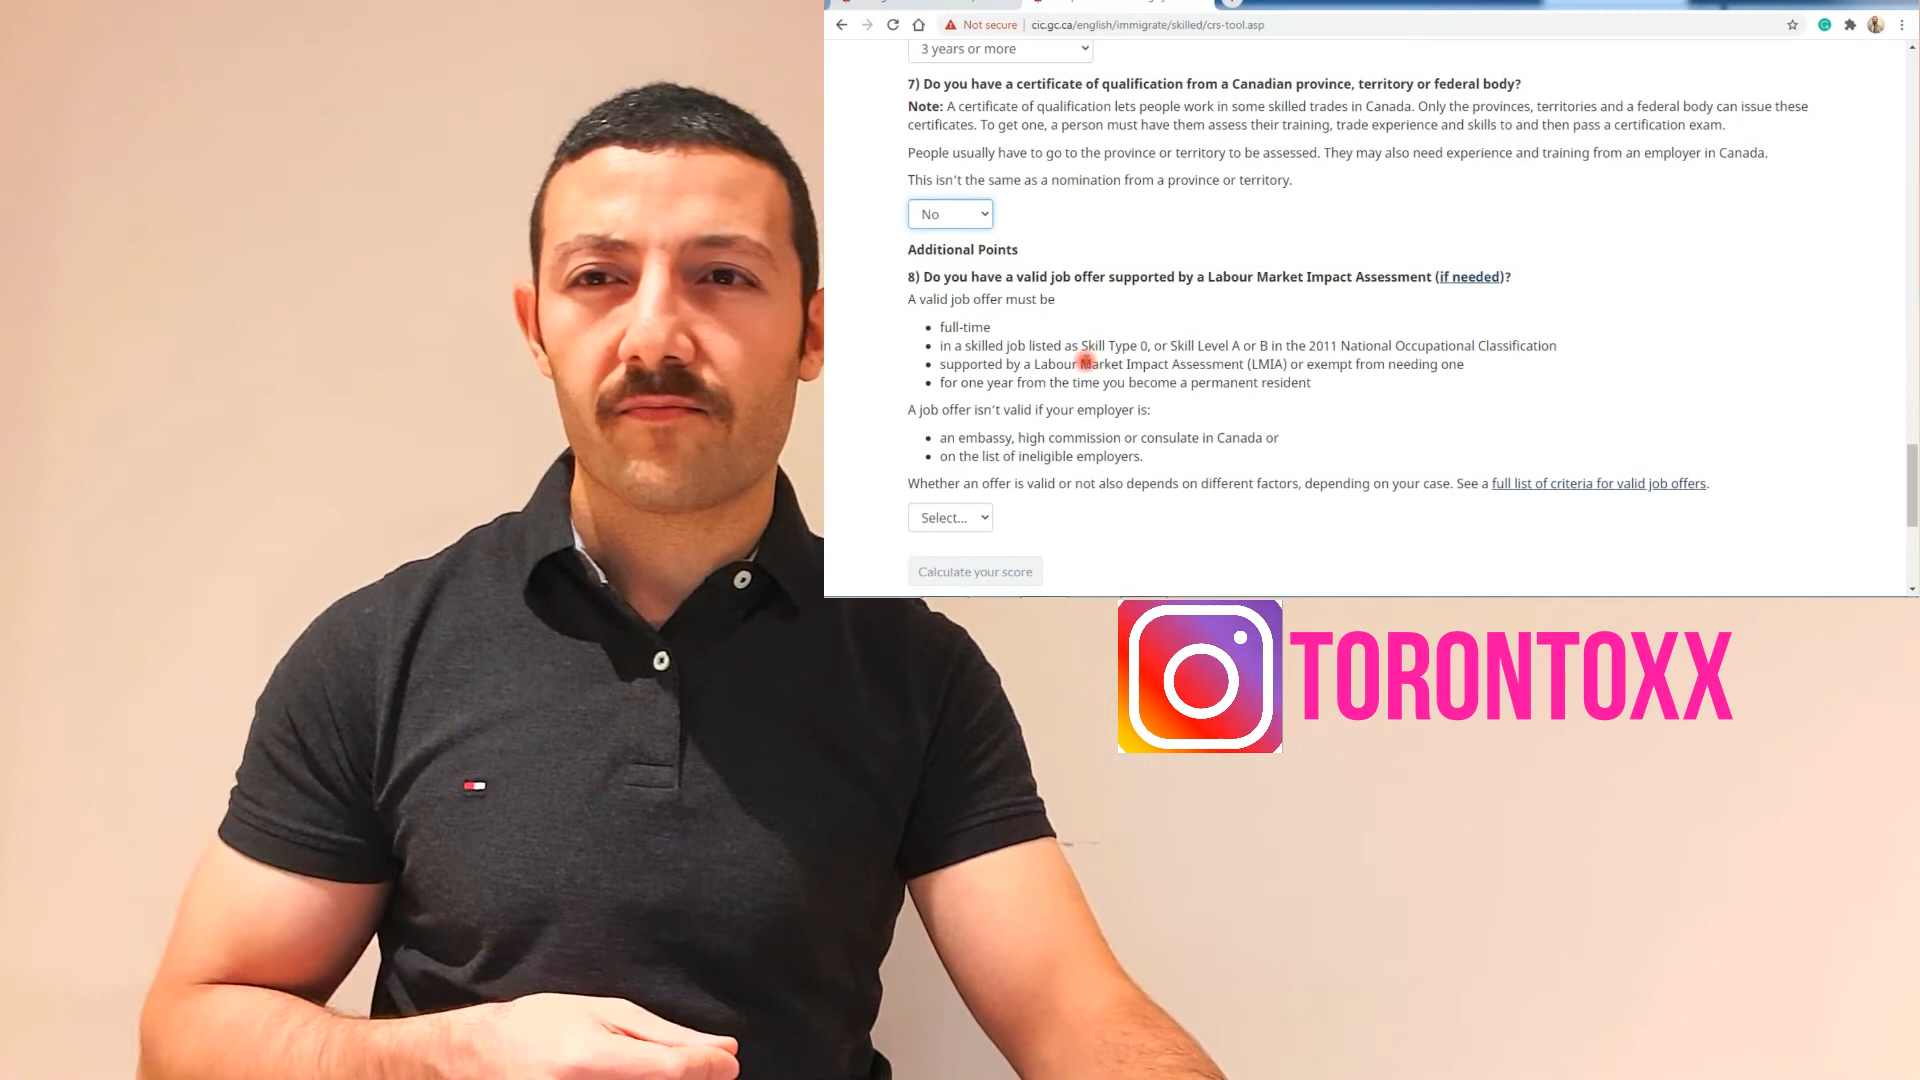 Not secure | cic.gc.ca/english/immigrate/skilled/crs-tool.asp
3 years or more
7) Do you have a certificate of qualification from a Canadian province, territory or federal body?
Note: A certificate of qualification lets people work in some skilled trades in Canada. Only the provinces, territories and a federal body can issue these
certificates. To get one, a person must have them assess their training, trade experience and skills to and then pass a certification exam.
People usually have to go to the province or territory to be assessed. They may also need experience and training from an employer in Canada.
This isn't the same as a nomination from a province or territory.
No
Additional Points
8) Do you have a valid job offer supported by a Labour Market Impact Assessment (if needed)?
A valid job offer must be
full-time
in a skilled job listed as Skill Type 0, or Skill Level A or B in the 2011 National Occupational Classification
supported by a Labour Market Impact Assessment (LMIA) or exempt from needing one
for one year from the time you become a permanent resident
A job offer isn't valid if your employer is:
an embassy, high commission or consulate in Canada or
on the list of ineligible employers.
Whether an offer is valid or not also depends on different factors, depending on your case. See a full list of criteria for valid job offers.
Select...
Calculate your score
TORONTOXX